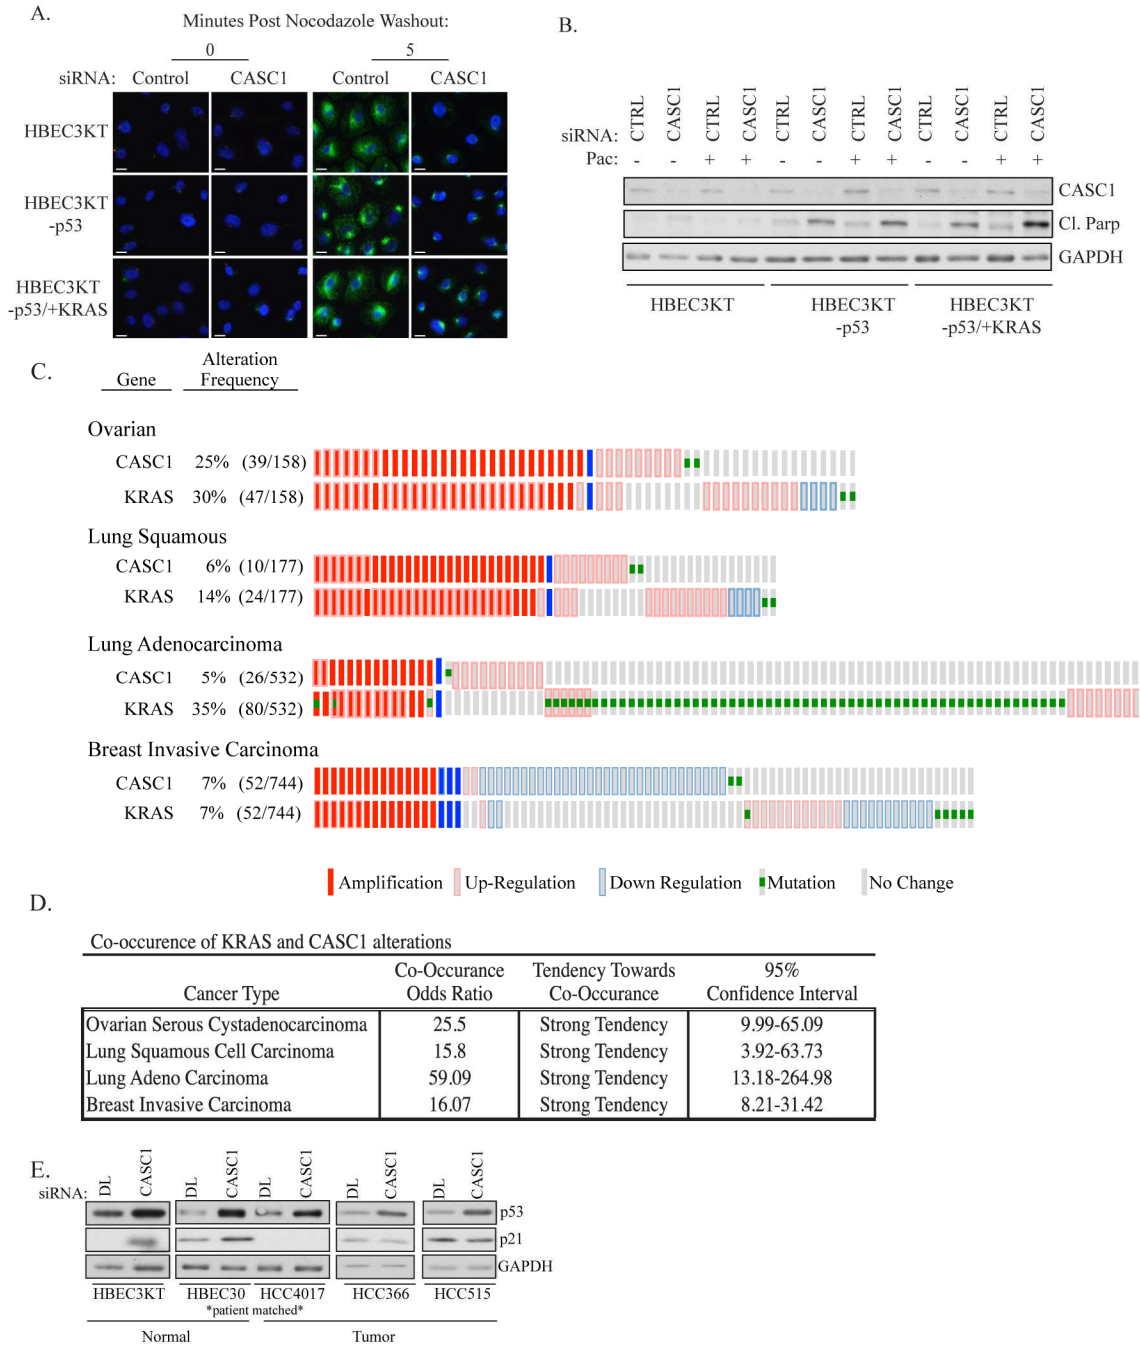 A.
Minutes Post Nocodazole Washout:
0 5
siRNA: Control CASC1 Control CASC1
HBEC3KT
HBEC3KT
-p53
HBEC3KT
-p53/+KRAS
B.
siRNA: CTRL CASC1 CTRL CASC1 CTRL CASC1 CTRL CASC1 CTRL CASC1 CTRL CASC1
Pac: - - + + - - + + - - + +
CASC1
Cl. Parp
GAPDH
HBEC3KT HBEC3KT HBEC3KT
-p53 -p53/+KRAS
C.
Gene Alteration
Frequency
Ovarian
CASC1 25% (39/158)
KRAS 30% (47/158)
Lung Squamous
CASC1 6% (10/177)
KRAS 14% (24/177)
Lung Adenocarcinoma
CASC1 5% (26/532)
KRAS 35% (80/532)
Breast Invasive Carcinoma
CASC1 7% (52/744)
KRAS 7% (52/744)
Amplification Up-Regulation Down Regulation Mutation No Change
D.
Co-occurence of KRAS and CASC1 alterations
Co-Occurance Tendency Towards 95%
Cancer Type Odds Ratio Co-Occurance Confidence Interval
Ovarian Serous Cystadenocarcinoma 25.5 Strong Tendency 9.99-65.09
Lung Squamous Cell Carcinoma 15.8 Strong Tendency 3.92-63.73
Lung Adeno Carcinoma 59.09 Strong Tendency 13.18-264.98
Breast Invasive Carcinoma 16.07 Strong Tendency 8.21-31.42
E.
siRNA: DL CASC1 DL CASC1 DL CASC1 DL CASC1 DL CASC1
p53
p21
GAPDH
HBEC3KT HBEC30 HCC4017 HCC366 HCC515
*patient matched*
Normal Tumor